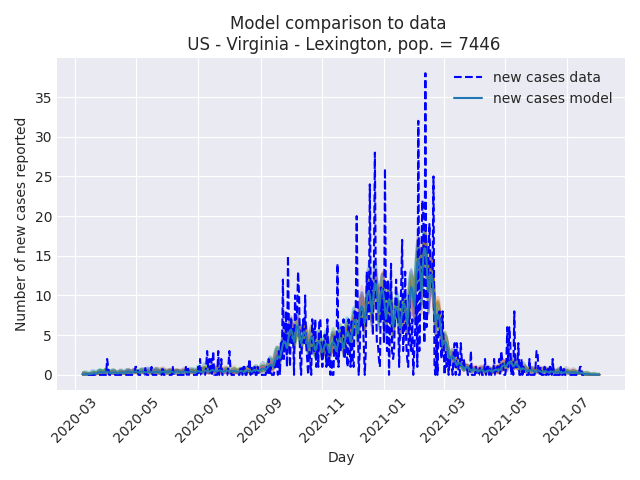 Model comparison to data
US - Virginia - Lexington, pop. = 7446
new cases data
new cases model
Number of new cases reported
35
30
25
20
15
10
5
0
2020-03
2020-05
2020-07
2020-09
2020-11
2021-01
2021-03
2021-05
2021-07
Day